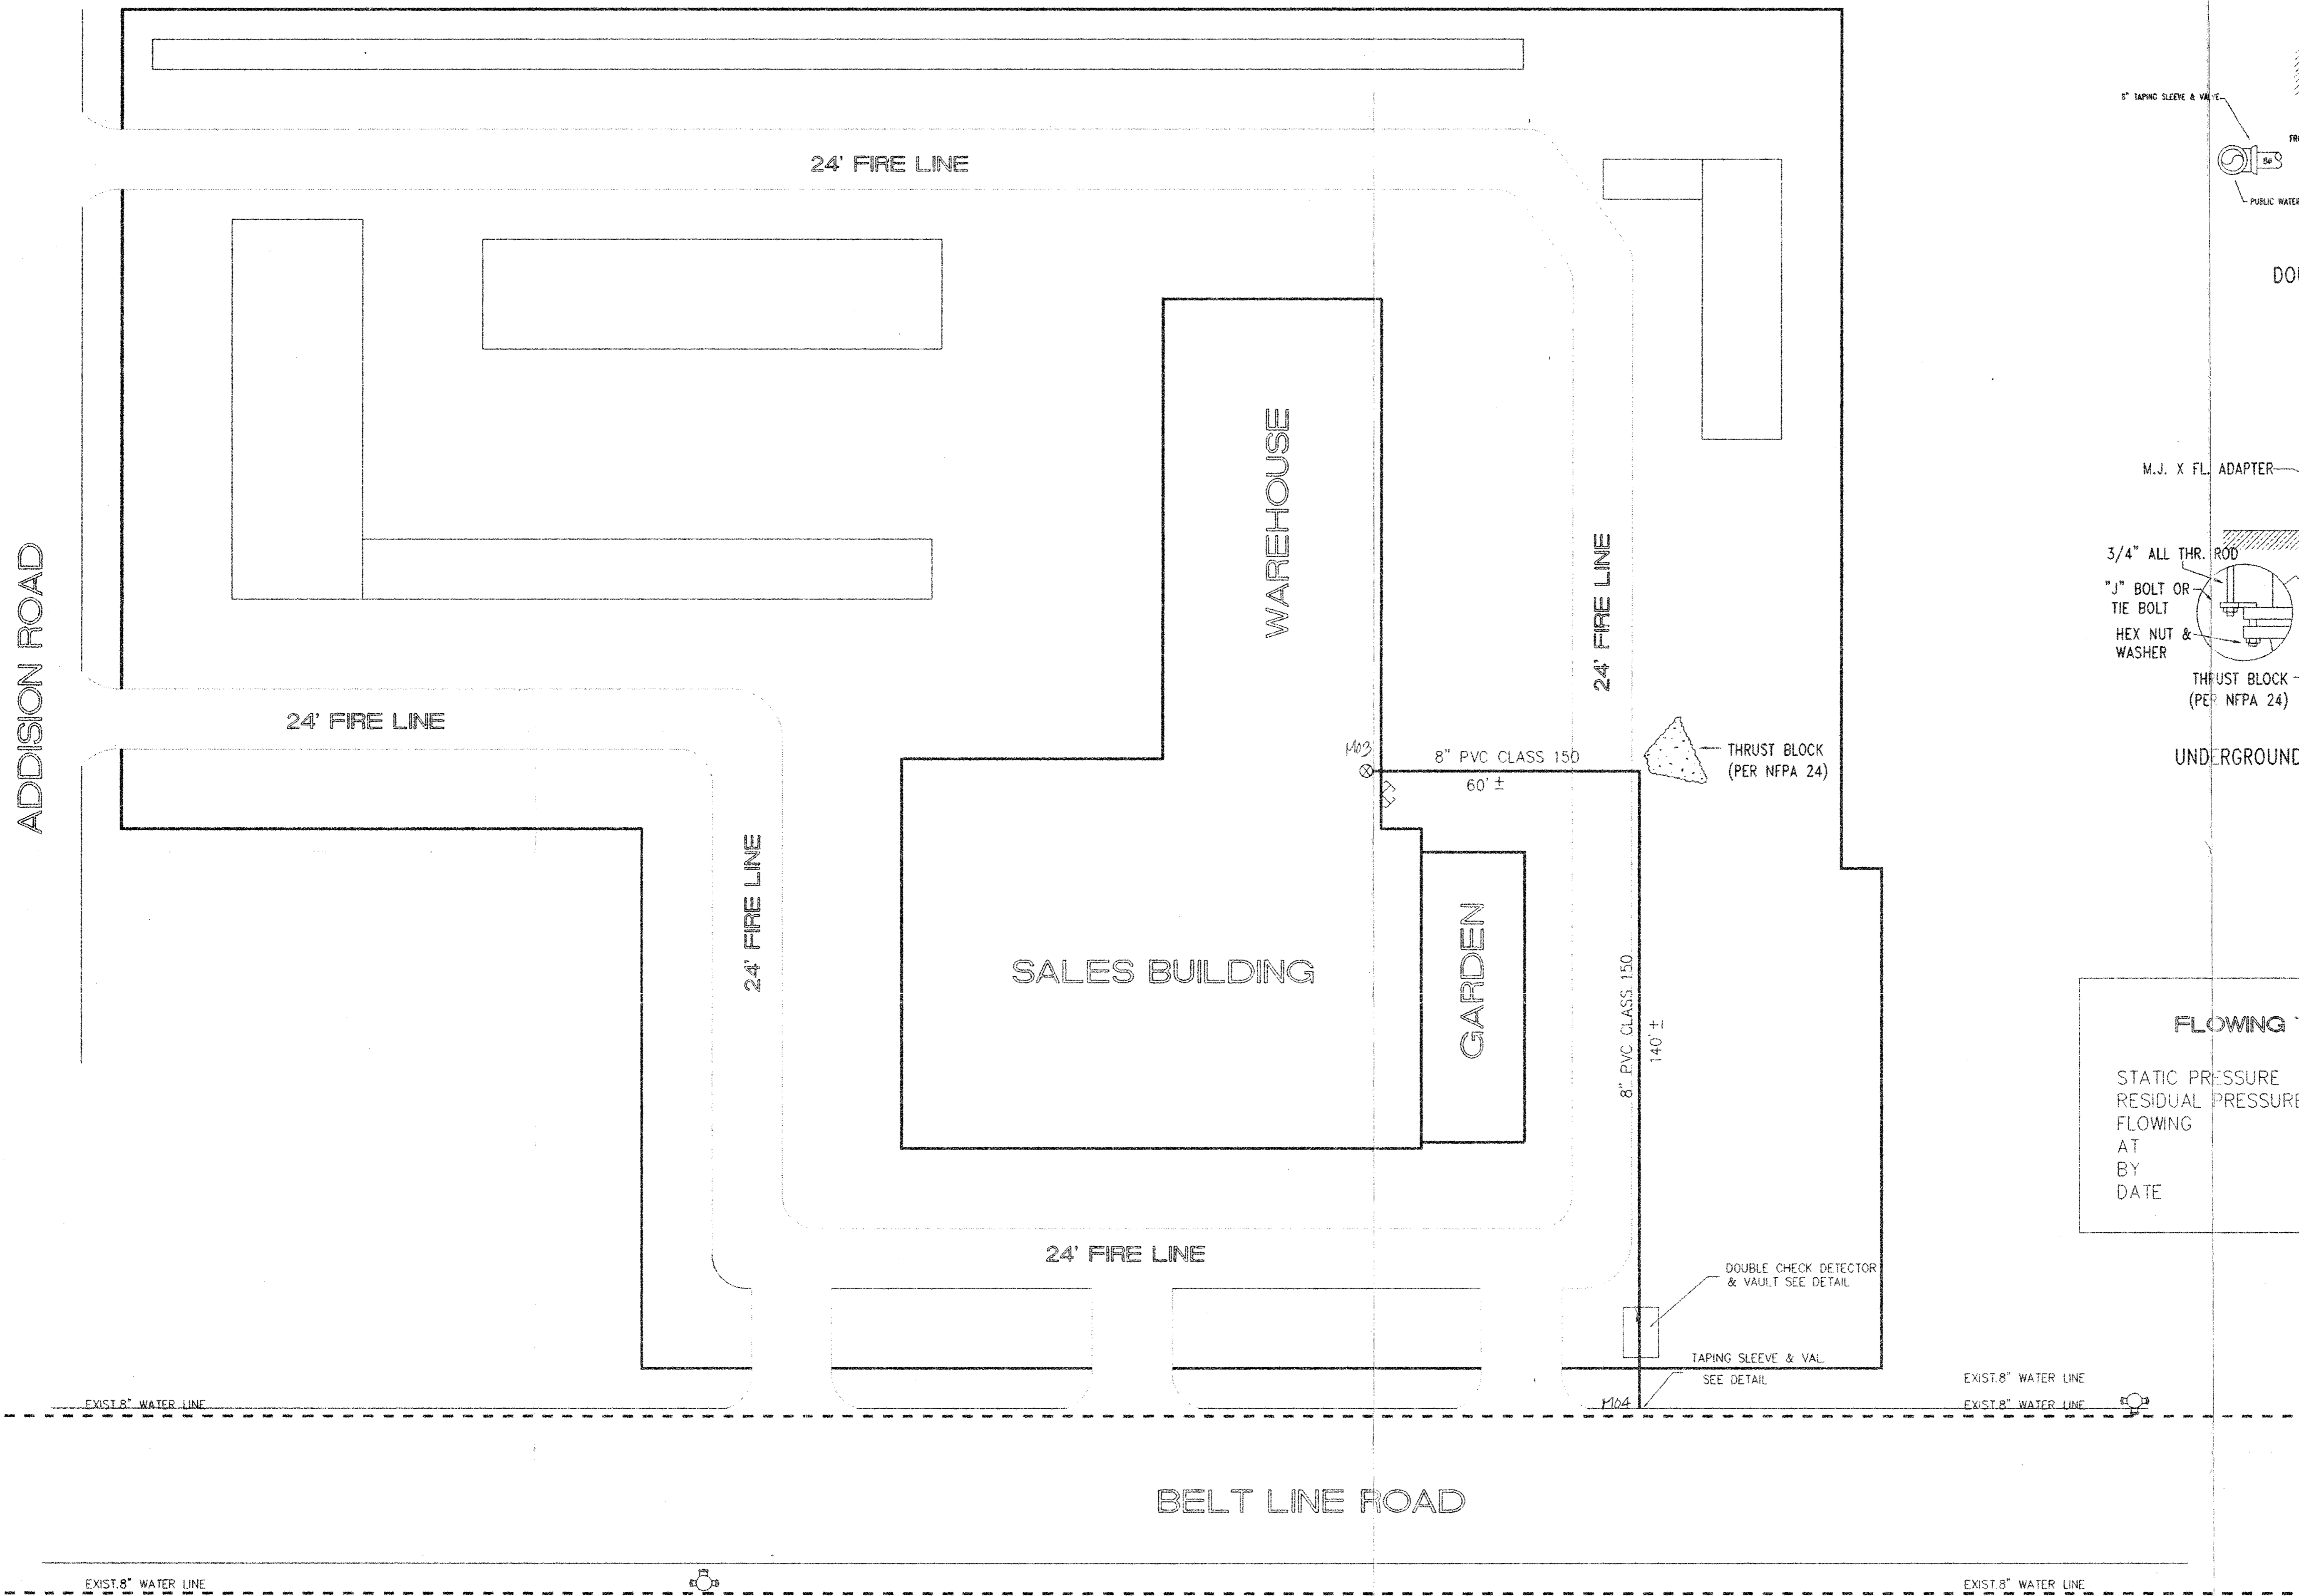 8" TAPING SLEEVE & VALVE
24' FIRE LINE
PUBLIC WATER
WAREHOUSE
M.J. X FL. ADAPTER
24' FIRE LINE
3/4" ALL THR. ROD
"J" BOLT OR
TIE BOLT
HEX NUT &
WASHER
THRUST BLOCK
(PER NFPA 24)
UNDERGROUND
ADDISION ROAD
24' FIRE LINE
M03
8" PVC CLASS 150
60' ±
THRUST BLOCK
(PER NFPA 24)
24' FIRE LINE
SALES BUILDING
GARDEN
8" PVC CLASS 150
140' ±
FLOWING
STATIC PRESSURE
RESIDUAL PRESSURE
FLOWING
AT
BY
DATE
24' FIRE LINE
DOUBLE CHECK DETECTOR
& VAULT SEE DETAIL
TAPING SLEEVE & VAL.
SEE DETAIL
M04
EXIST.8" WATER LINE
EXIST.8" WATER LINE
EXIST.8" WATER LINE
BELT LINE ROAD
EXIST.8" WATER LINE
EXIST.8" WATER LINE